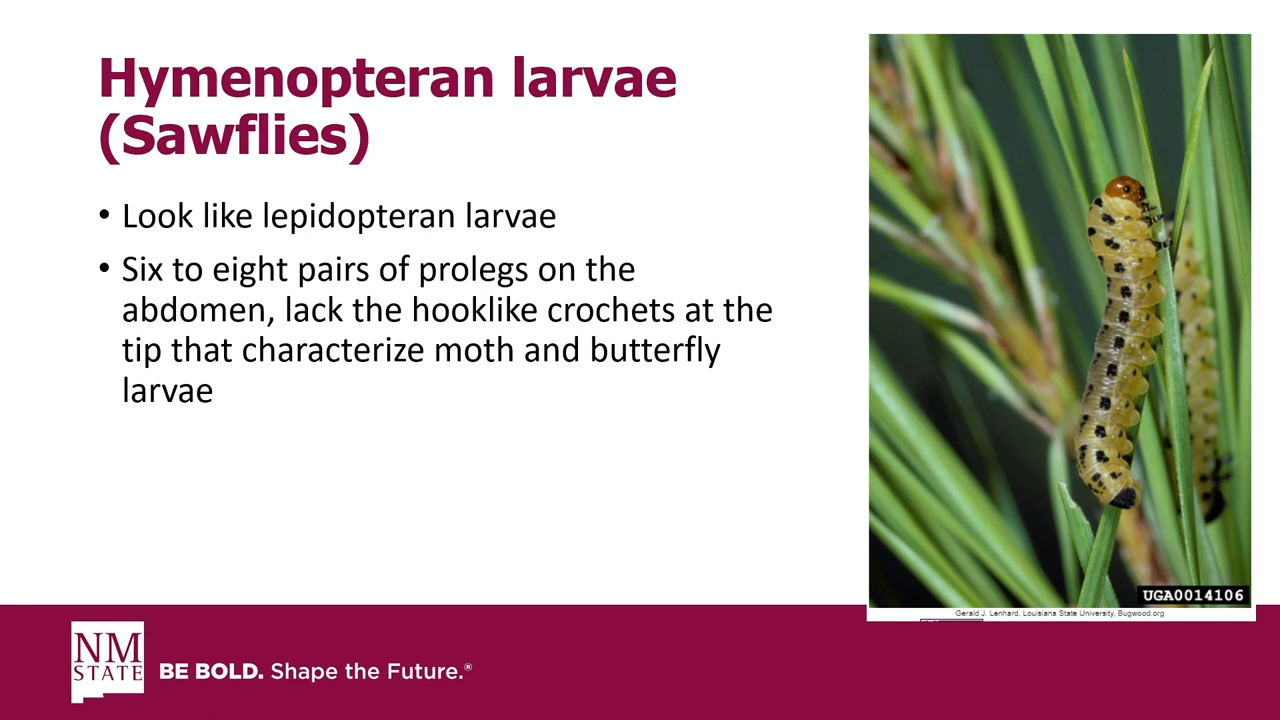 Hymenopteran larvae
(Sawflies)
• Look like lepidopteran larvae
• Six to eight pairs of prolegs on the
abdomen, lack the hooklike crochets at the
tip that characterize moth and butterfly
larvae
UGA0014106
Gerald J. Lenhard, Louisiana State University, Bugwood.org
NM
STATE
BE BOLD. Shape the Future.®